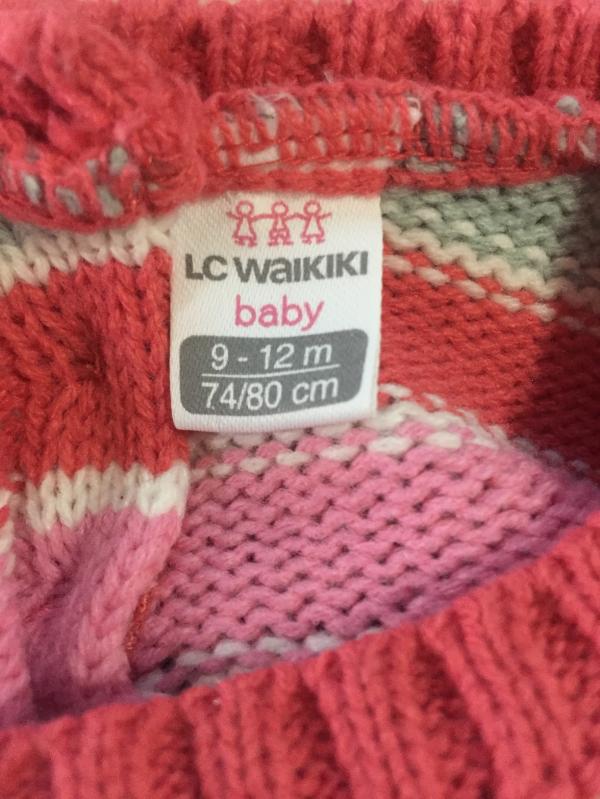 LC WAIKIKI
baby
9 - 12 m
74/80 cm